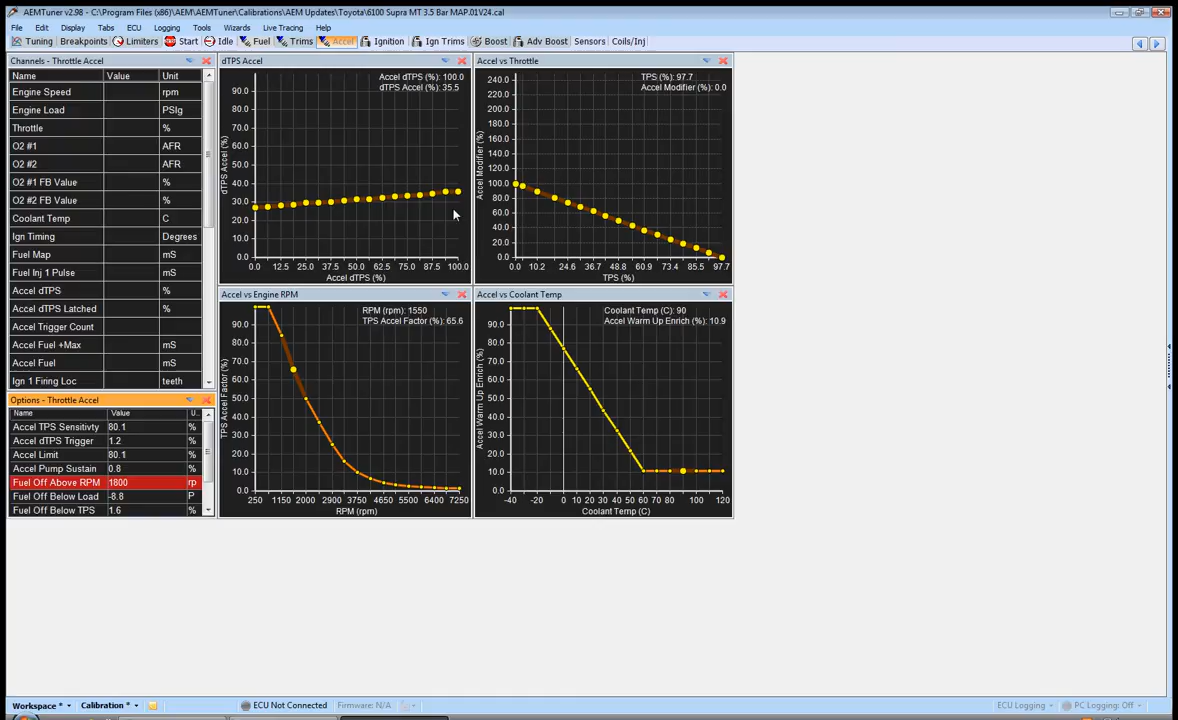 AEMTuner v2.98 - C:\Program Files (x86)\AEM\AEMTuner\Calibrations\AEM Updates\Toyota\6100 Supra MT 3.5 Bar MAP.01V24.cal
File Edit Display Tabs ECU Logging Tools Wizards Live Tracing Help
Tuning Breakpoints Limiters Start Idle Fuel Trims Accel Ignition Ign Trims Boost Adv Boost Sensors Coils/Inj
Channels - Throttle Accel
Name Value Unit
Engine Speed rpm
Engine Load PSIg
Throttle %
O2 #1 AFR
O2 #2 AFR
O2 #1 FB Value %
O2 #2 FB Value %
Coolant Temp C
Ign Timing Degrees
Fuel Map mS
Fuel Inj 1 Pulse mS
Accel dTPS %
Accel dTPS Latched %
Accel Trigger Count
Accel Fuel +Max mS
Accel Fuel mS
Ign 1 Firing Loc teeth
Options - Throttle Accel
Name Value U..
Accel TPS Sensitivty 80.1 %
Accel dTPS Trigger 1.2 %
Accel Limit 80.1 %
Accel Pump Sustain 0.8 %
Fuel Off Above RPM 1800 rp
Fuel Off Below Load -8.8 P
Fuel Off Below TPS 1.6 %
dTPS Accel
Accel dTPS (%): 100.0
dTPS Accel (%): 35.5
dTPS Accel (%)
90.0
80.0
70.0
60.0
50.0
40.0
30.0
20.0
10.0
0.0
0.0 12.5 25.0 37.5 50.0 62.5 75.0 87.5 100.0
Accel dTPS (%)
Accel vs Throttle
TPS (%): 97.7
Accel Modifier (%): 0.0
Accel Modifier (%)
240.0
220.0
200.0
180.0
160.0
140.0
120.0
100.0
80.0
60.0
40.0
20.0
0.0
0.0 10.2 24.6 36.7 48.8 60.9 73.4 85.5 97.7
TPS (%)
Accel vs Engine RPM
RPM (rpm): 1550
TPS Accel Factor (%): 65.6
TPS Accel Factor (%)
90.0
80.0
70.0
60.0
50.0
40.0
30.0
20.0
10.0
0.0
250 1150 2000 2900 3750 4600 5500 6400 7250
RPM (rpm)
Accel vs Coolant Temp
Coolant Temp (C): 90
Accel Warm Up Enrich (%): 10.9
Accel Warm Up Enrich (%)
90.0
80.0
70.0
60.0
50.0
40.0
30.0
20.0
10.0
0.0
-40 -20 0 10 20 30 40 50 60 70 80 100 120
Coolant Temp (C)
Workspace * Calibration * ECU Not Connected Firmware: N/A ECU Logging PC Logging: Off